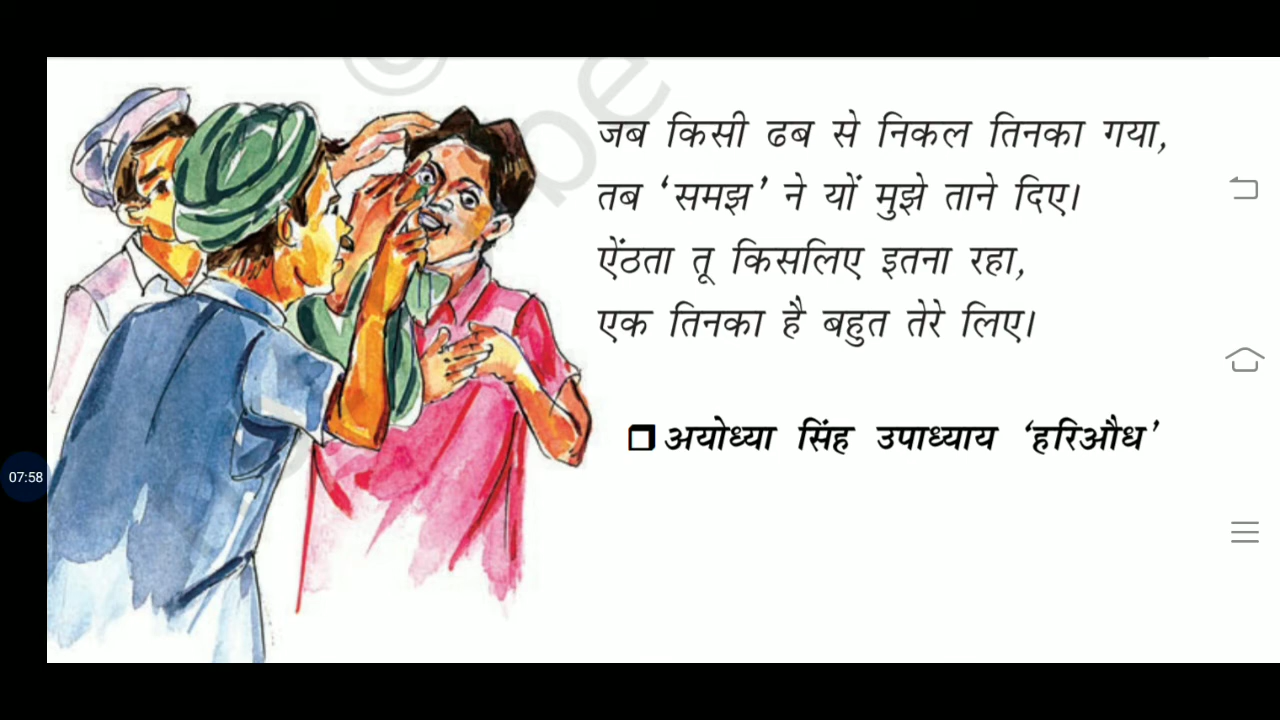 जब किसी ढब से निकल तिनका गया,
तब ‘समझ’ ने यों मुझे ताने दिए।
ऐंठता तू किसलिए इतना रहा,
एक तिनका है बहुत तेरे लिए।
❒ अयोध्या सिंह उपाध्याय ‘हरिऔध’
07:58